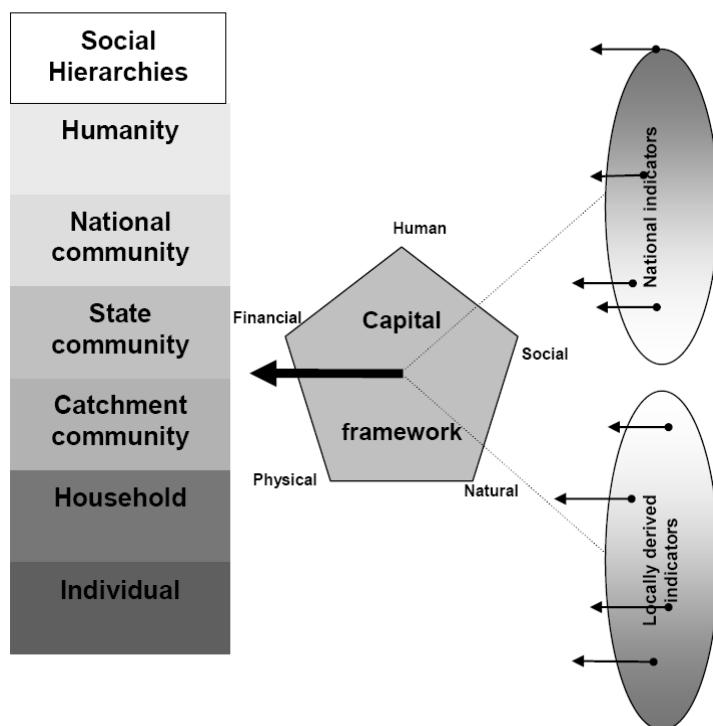 Social
Hierarchies
Humanity
National
community
State
community
Catchment
community
Household
Individual
Human
Financial
Capital
Social
framework
Physical
Natural
National indicators
Locally derived
indicators